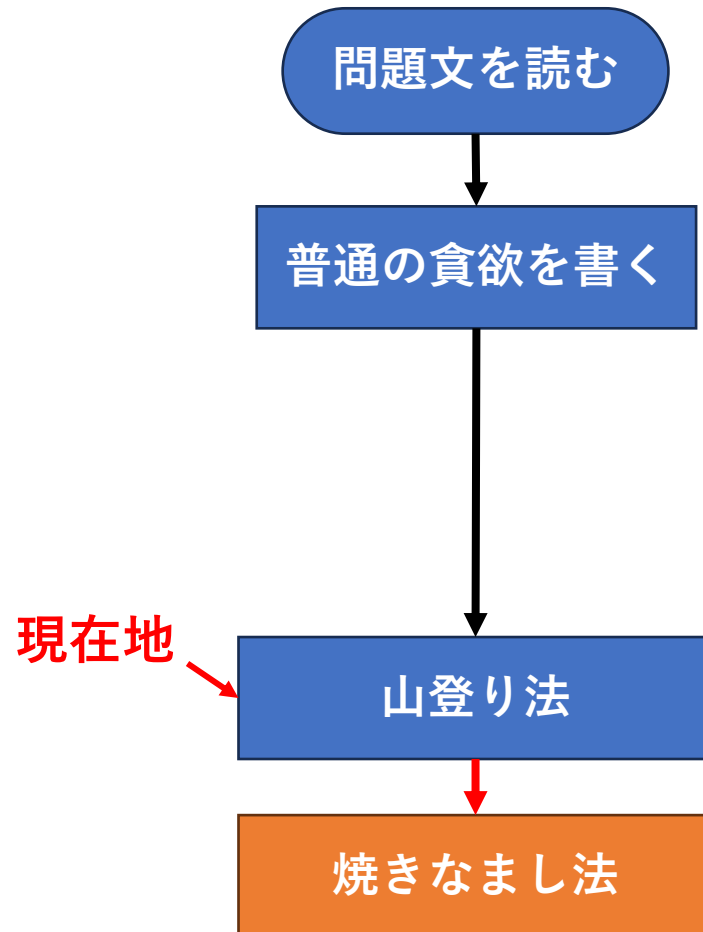 問題文を読む
普通の貪欲を書く
現在地
山登り法
焼きなまし法